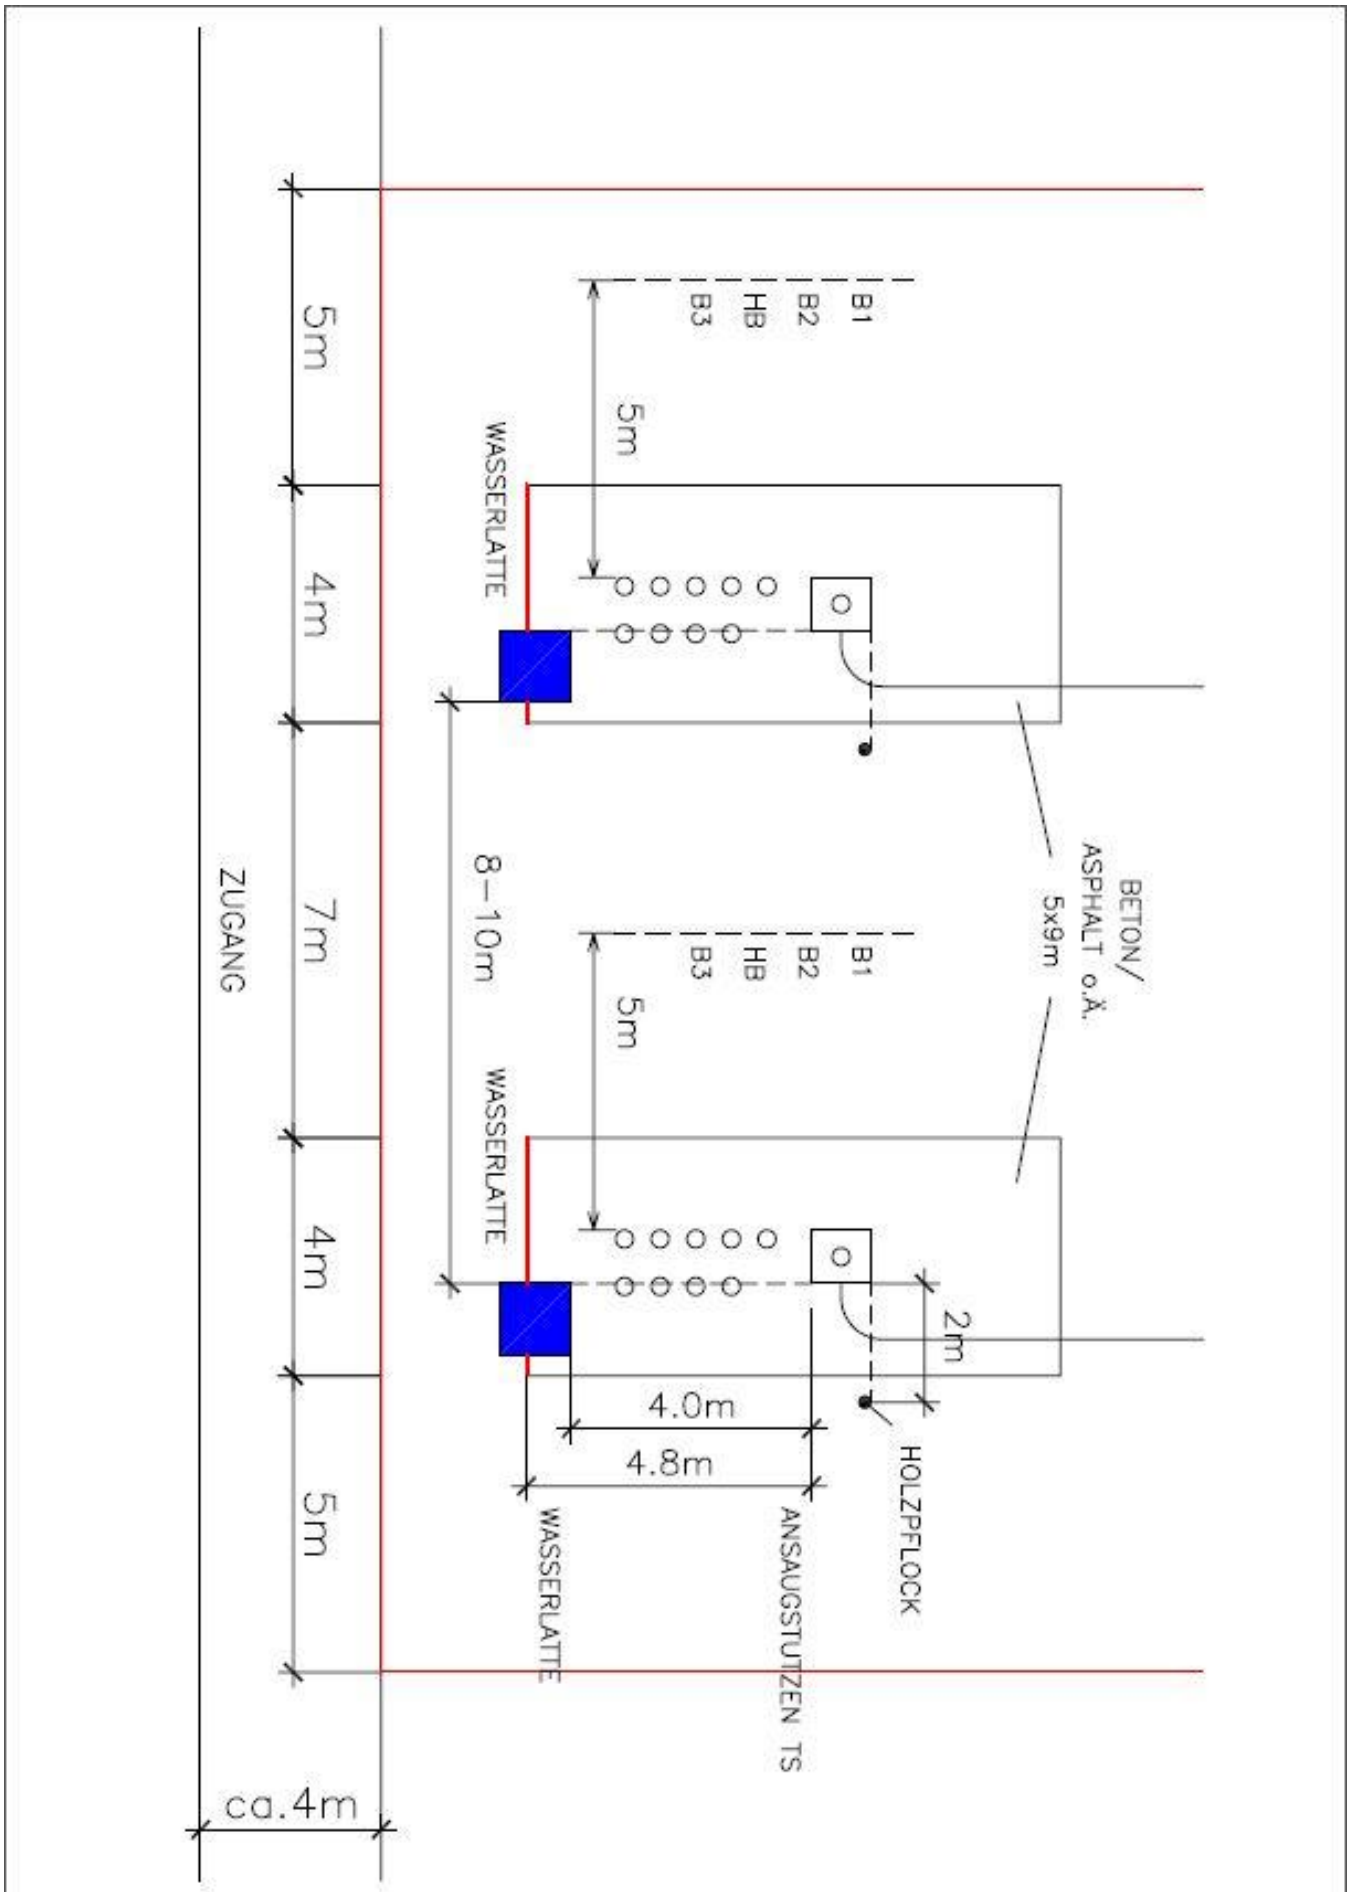 HOLZPFLOCK
2m
BETON/
ASPHALT o.Ä.
5x9m
B1
B2
HB
B3
B1
B2
HB
B3
ANSAUGSTUTZEN TS
4.0m
4.8m
WASSERLATTE
5m
5m
WASSERLATTE
WASSERLATTE
8–10m
5m
4m
7m
4m
5m
ZUGANG
ca.4m